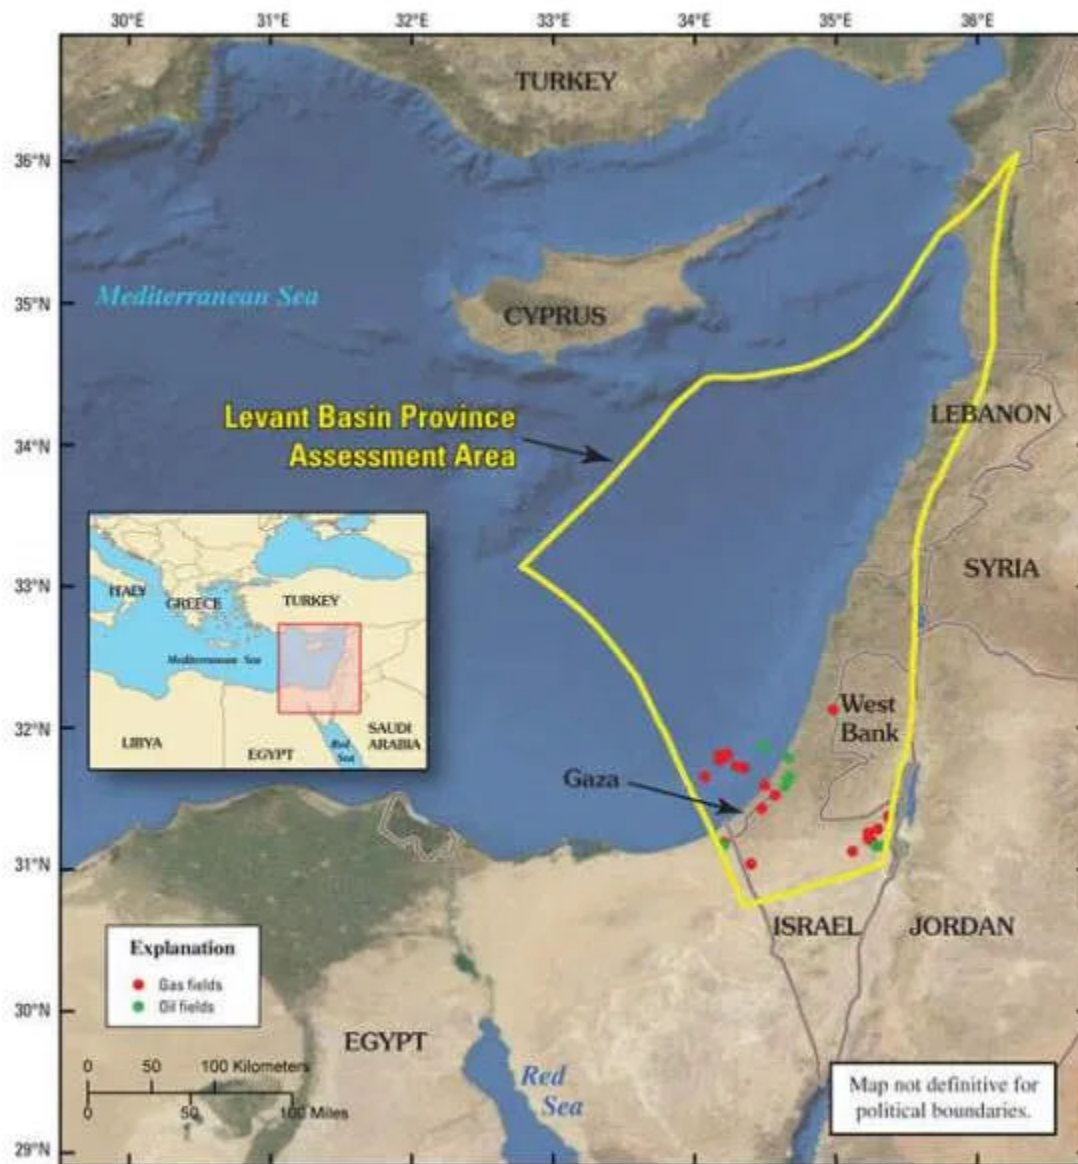 30°E 31°E 32°E 33°E 34°E 35°E 36°E
TURKEY
36°N
35°N
Mediterranean Sea
CYPRUS
Levant Basin Province
Assessment Area
LEBANON
34°N
33°N
SYRIA
ITALY
GREECE
TURKEY
Mediterranean Sea
LIBYA
EGYPT
Red
Sea
SAUDI
ARABIA
32°N
West
Bank
Gaza
31°N
ISRAEL
JORDAN
Explanation
Gas fields
Oil fields
30°N
EGYPT
0 50 100 Kilometers
0 50 100 Miles
Red
Sea
Map not definitive for
political boundaries.
29°N